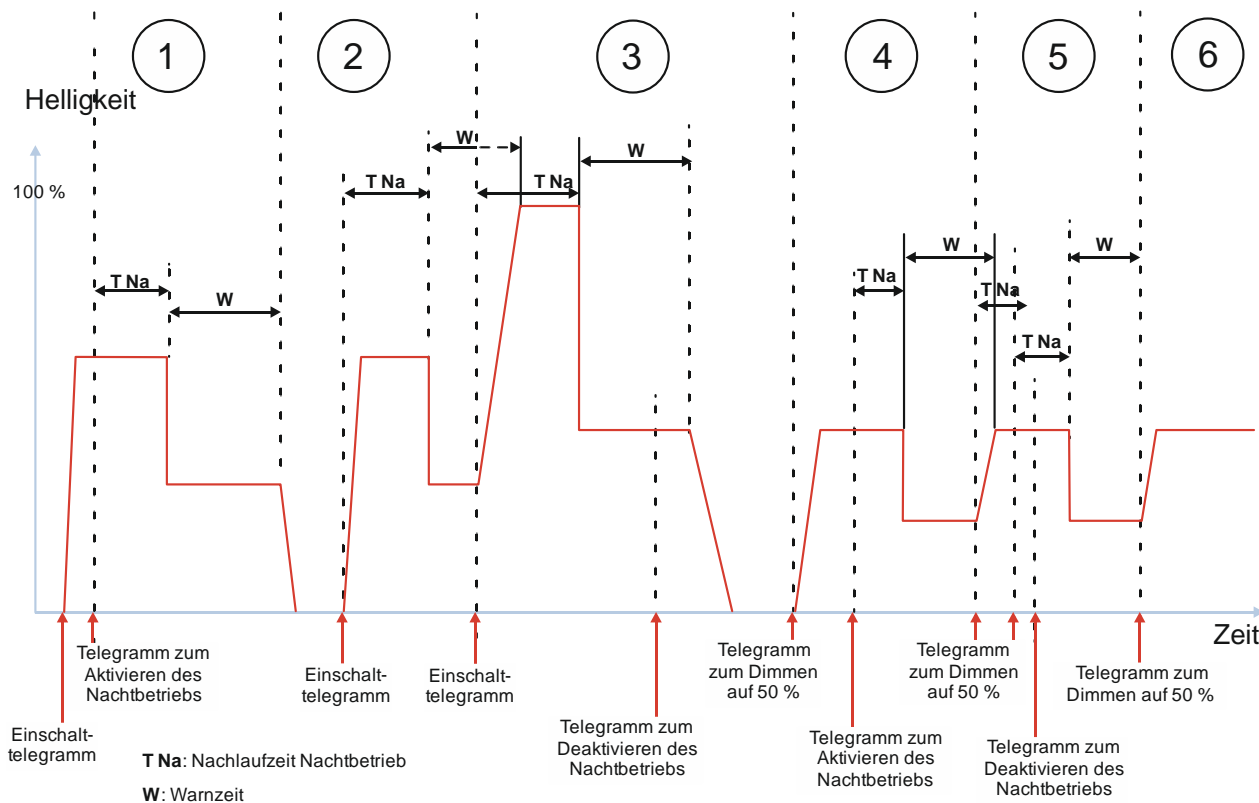 1
2
3
4
5
6
Helligkeit
100 %
W
T Na
T Na
W
T Na
W
T Na
W
T Na
T Na
W
Zeit
Einschalt-
telegramm
Telegramm zum
Aktivieren des
Nachtbetriebs
Einschalt-
telegramm
Einschalt-
telegramm
Telegramm zum
Deaktivieren des
Nachtbetriebs
Telegramm
zum Dimmen
auf 50 %
Telegramm zum
Aktivieren des
Nachtbetriebs
Telegramm
zum Dimmen
auf 50 %
Telegramm zum
Deaktivieren des
Nachtbetriebs
Telegramm zum
Dimmen auf 50 %
T Na: Nachlaufzeit Nachtbetrieb
W: Warnzeit